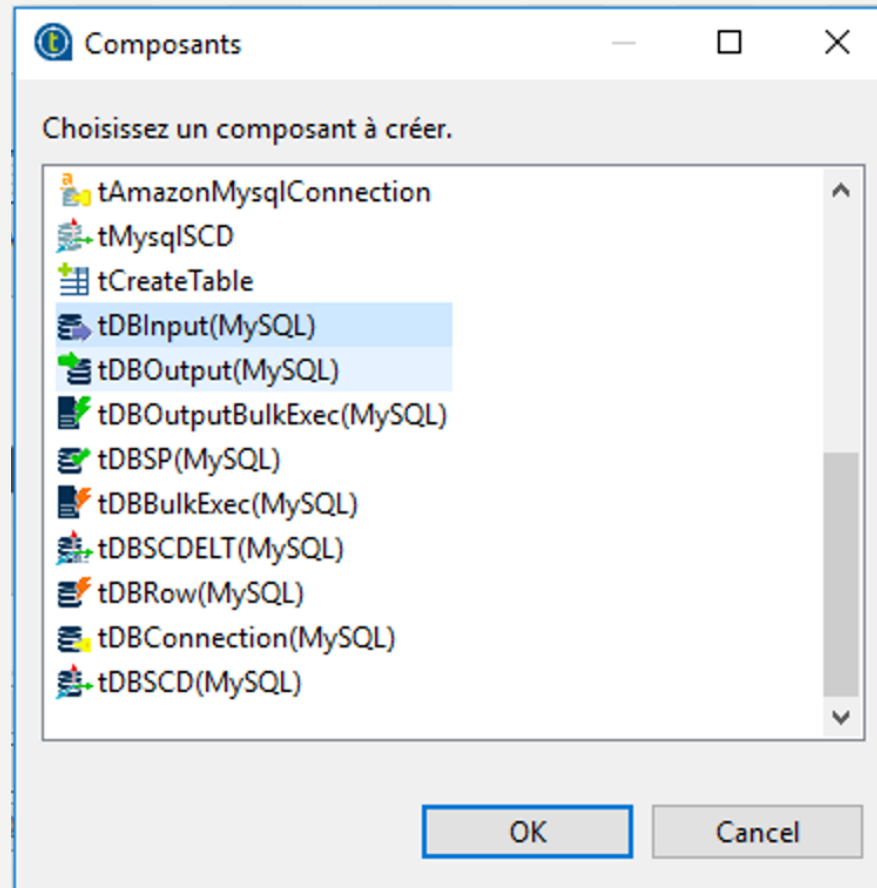 Composants
Choisissez un composant à créer.
tAmazonMysqlConnection
tMysqlSCD
tCreateTable
tDBInput(MySQL)
tDBOutput(MySQL)
tDBOutputBulkExec(MySQL)
tDBSP(MySQL)
tDBBulkExec(MySQL)
tDBSCDELT(MySQL)
tDBRow(MySQL)
tDBConnection(MySQL)
tDBSCD(MySQL)
OK Cancel